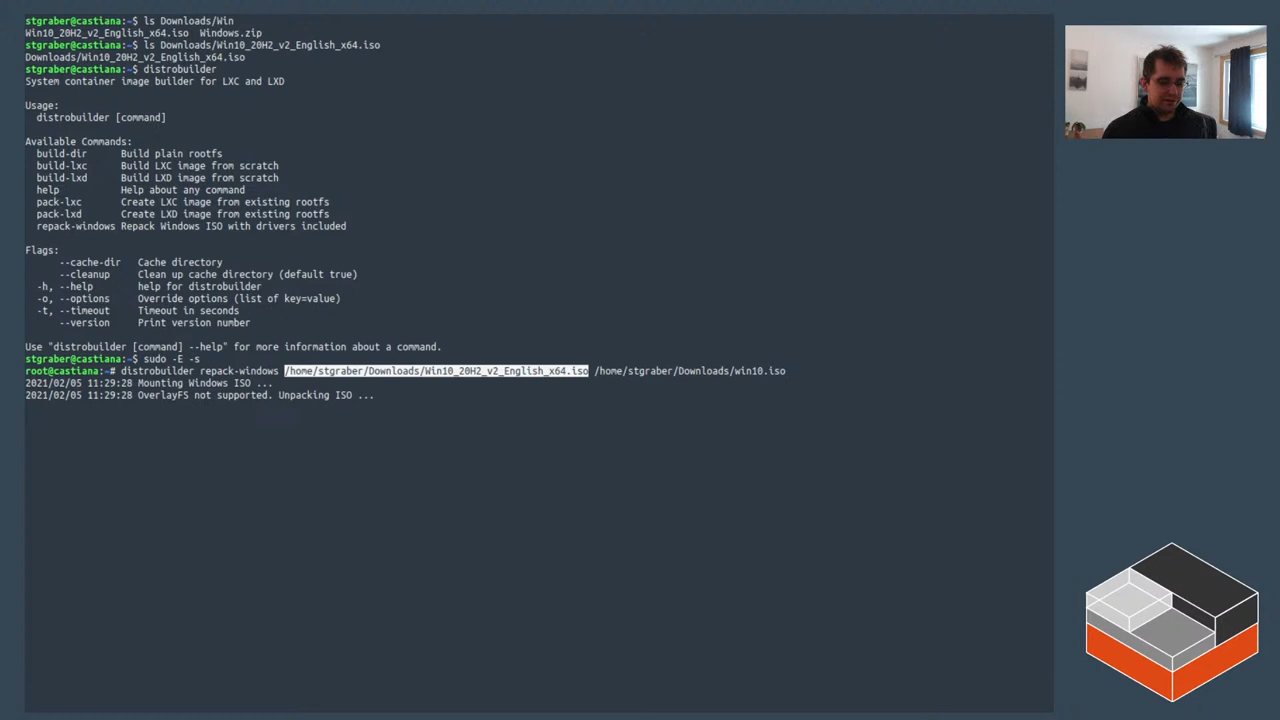 stgraber@castiana:~$ ls Downloads/Win
Win10_20H2_v2_English_x64.iso  Windows.zip
stgraber@castiana:~$ ls Downloads/Win10_20H2_v2_English_x64.iso
Downloads/Win10_20H2_v2_English_x64.iso
stgraber@castiana:~$ distrobuilder
System container image builder for LXC and LXD
Usage:
distrobuilder [command]
Available Commands:
build-dir      Build plain rootfs
build-lxc      Build LXC image from scratch
build-lxd      Build LXD image from scratch
help           Help about any command
pack-lxc       Create LXC image from existing rootfs
pack-lxd       Create LXD image from existing rootfs
repack-windows Repack Windows ISO with drivers included
Flags:
--cache-dir   Cache directory
--cleanup     Clean up cache directory (default true)
-h, --help        help for distrobuilder
-o, --options     Override options (list of key=value)
-t, --timeout     Timeout in seconds
--version     Print version number
Use "distrobuilder [command] --help" for more information about a command.
stgraber@castiana:~$ sudo -E -s
root@castiana:~# distrobuilder repack-windows /home/stgraber/Downloads/Win10_20H2_v2_English_x64.iso /home/stgraber/Downloads/win10.iso
2021/02/05 11:29:28 Mounting Windows ISO ...
2021/02/05 11:29:28 OverlayFS not supported. Unpacking ISO ...